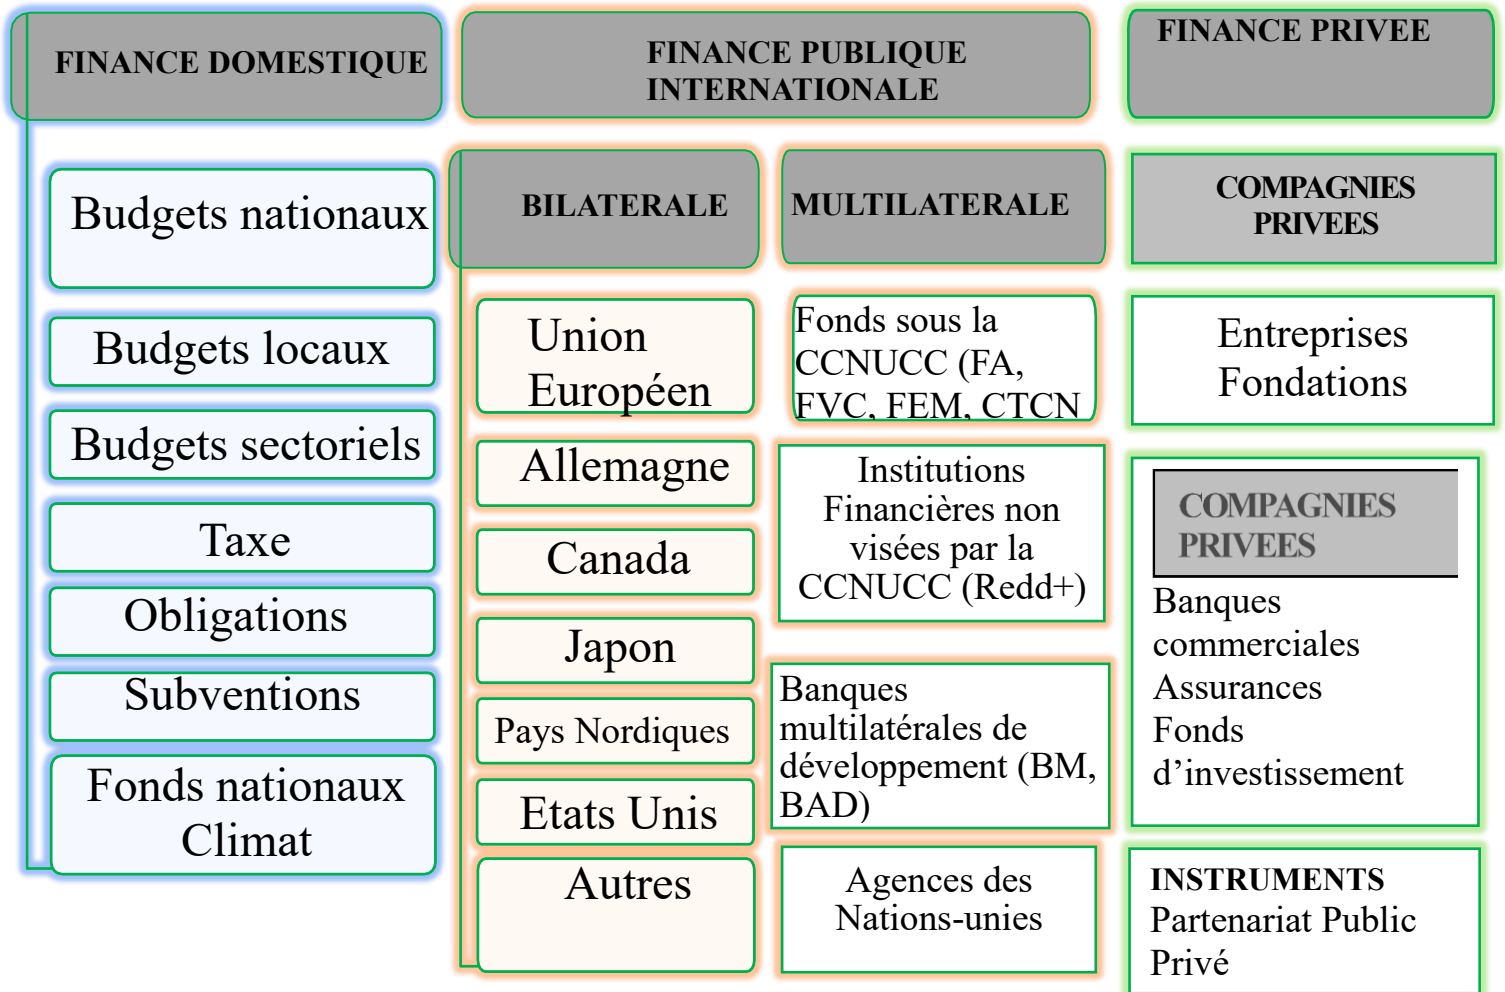 FINANCE DOMESTIQUE
Budgets nationaux
Budgets locaux
Budgets sectoriels
Taxe
Obligations
Subventions
Fonds nationaux
Climat
FINANCE PUBLIQUE
INTERNATIONALE
BILATERALE
Union
Européen
Allemagne
Canada
Japon
Pays Nordiques
Etats Unis
Autres
MULTILATERALE
Fonds sous la
CCNUCC (FA,
FVC, FEM, CTCN
Institutions
Financières non
visées par la
CCNUCC (Redd+)
Banques
multilatérales de
développement (BM,
BAD)
Agences des
Nations-unies
FINANCE PRIVEE
COMPAGNIES
PRIVEES
Entreprises
Fondations
COMPAGNIES
PRIVEES
Banques
commerciales
Assurances
Fonds
d’investissement
INSTRUMENTS
Partenariat Public
Privé